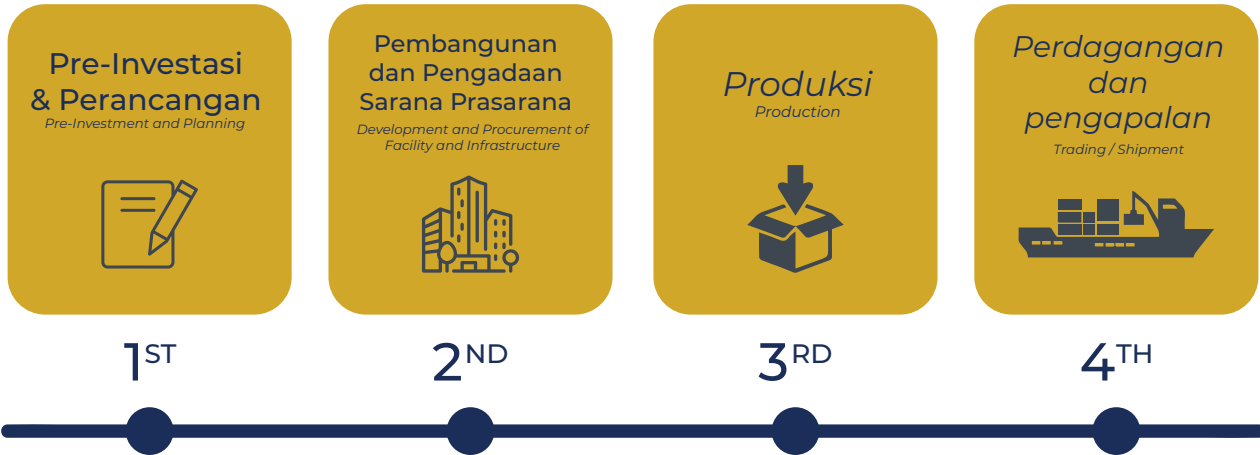 Pre-Investasi
& Perancangan
Pre-Investment and Planning
Pembangunan
dan Pengadaan
Sarana Prasarana
Development and Procurement of
Facility and Infrastructure
Produksi
Production
Perdagangan
dan
pengapalan
Trading / Shipment
1ST
2ND
3RD
4TH